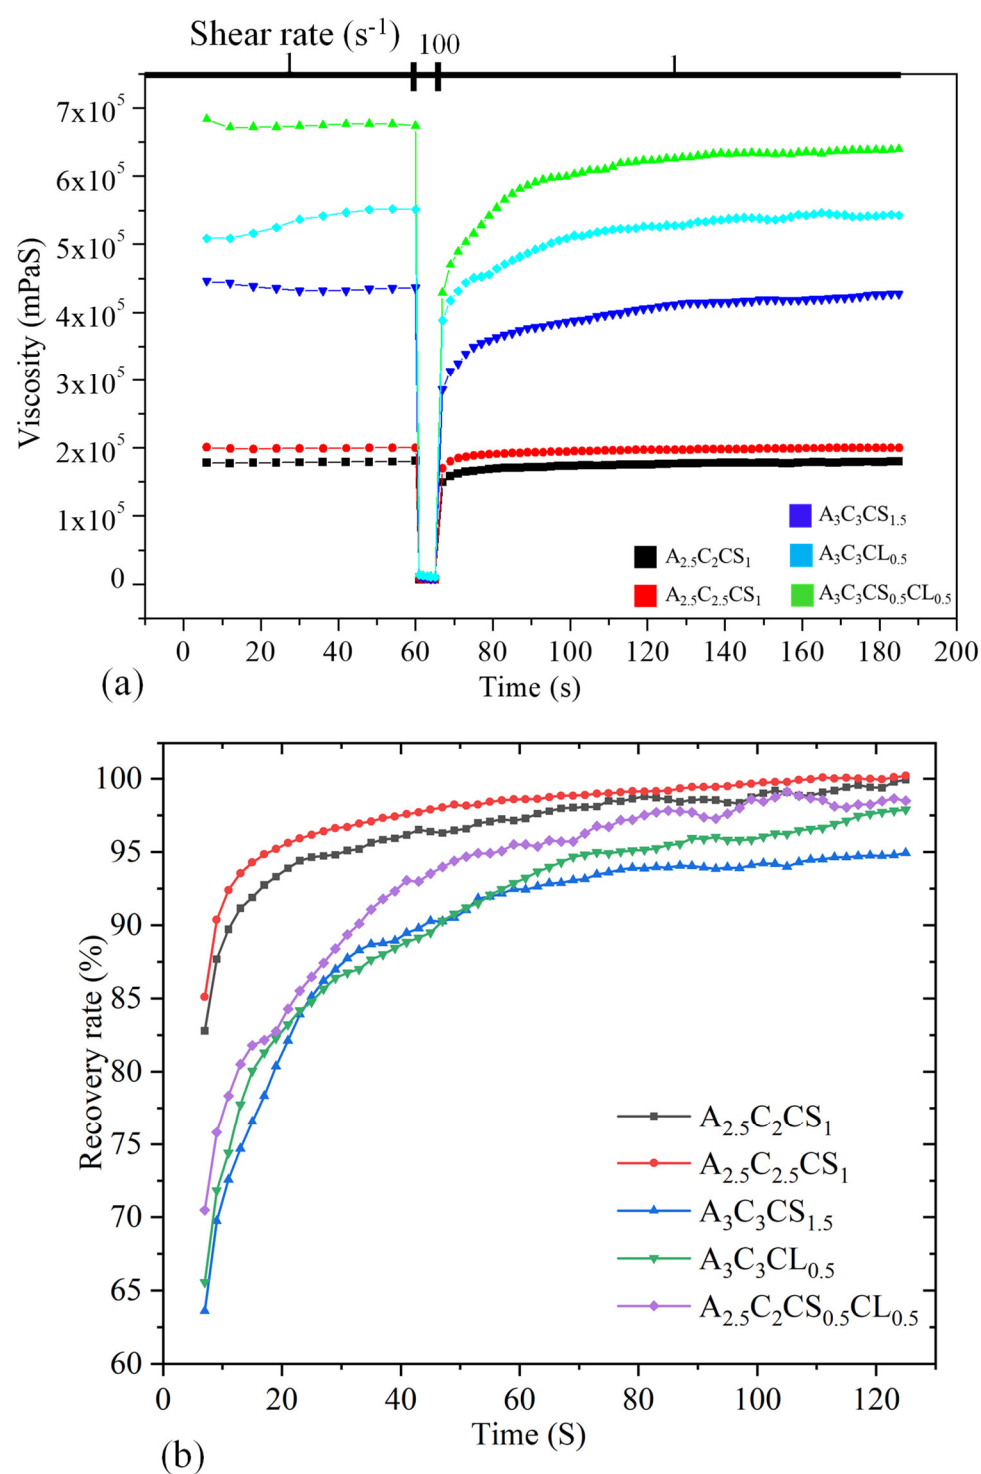 Shear rate (s⁻¹) 100
1 1
7x10⁵
6x10⁵
5x10⁵
4x10⁵
3x10⁵
2x10⁵
1x10⁵
0
Viscosity (mPaS)
A₃C₃CS₁.₅
A₂.₅C₂CS₁ A₃C₃CL₀.₅
A₂.₅C₂.₅CS₁ A₃C₃CS₀.₅CL₀.₅
0 20 40 60 80 100 120 140 160 180 200
Time (s)
(a)
100
95
90
85
80
75
70
65
60
Recovery rate (%)
A₂.₅C₂CS₁
A₂.₅C₂.₅CS₁
A₃C₃CS₁.₅
A₃C₃CL₀.₅
A₂.₅C₂CS₀.₅CL₀.₅
0 20 40 60 80 100 120
Time (S)
(b)